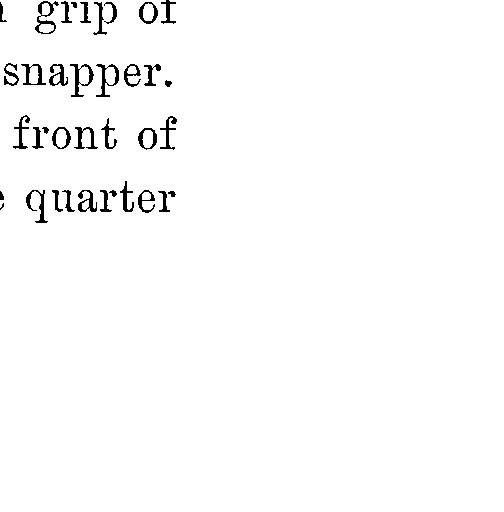 grip of
snapper.
front of
quarter